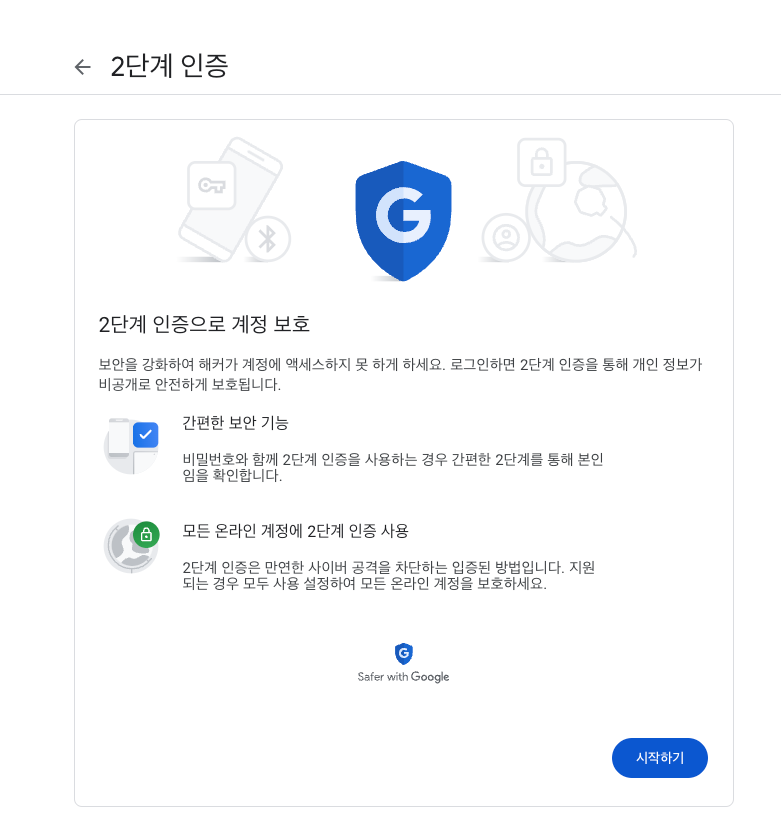 2단계 인증
2단계 인증으로 계정 보호
보안을 강화하여 해커가 계정에 액세스하지 못 하게 하세요. 로그인하면 2단계 인증을 통해 개인 정보가
비공개로 안전하게 보호됩니다.
간편한 보안 기능
비밀번호와 함께 2단계 인증을 사용하는 경우 간편한 2단계를 통해 본인
임을 확인합니다.
모든 온라인 계정에 2단계 인증 사용
2단계 인증은 만연한 사이버 공격을 차단하는 입증된 방법입니다. 지원
되는 경우 모두 사용 설정하여 모든 온라인 계정을 보호하세요.
Safer with Google
시작하기